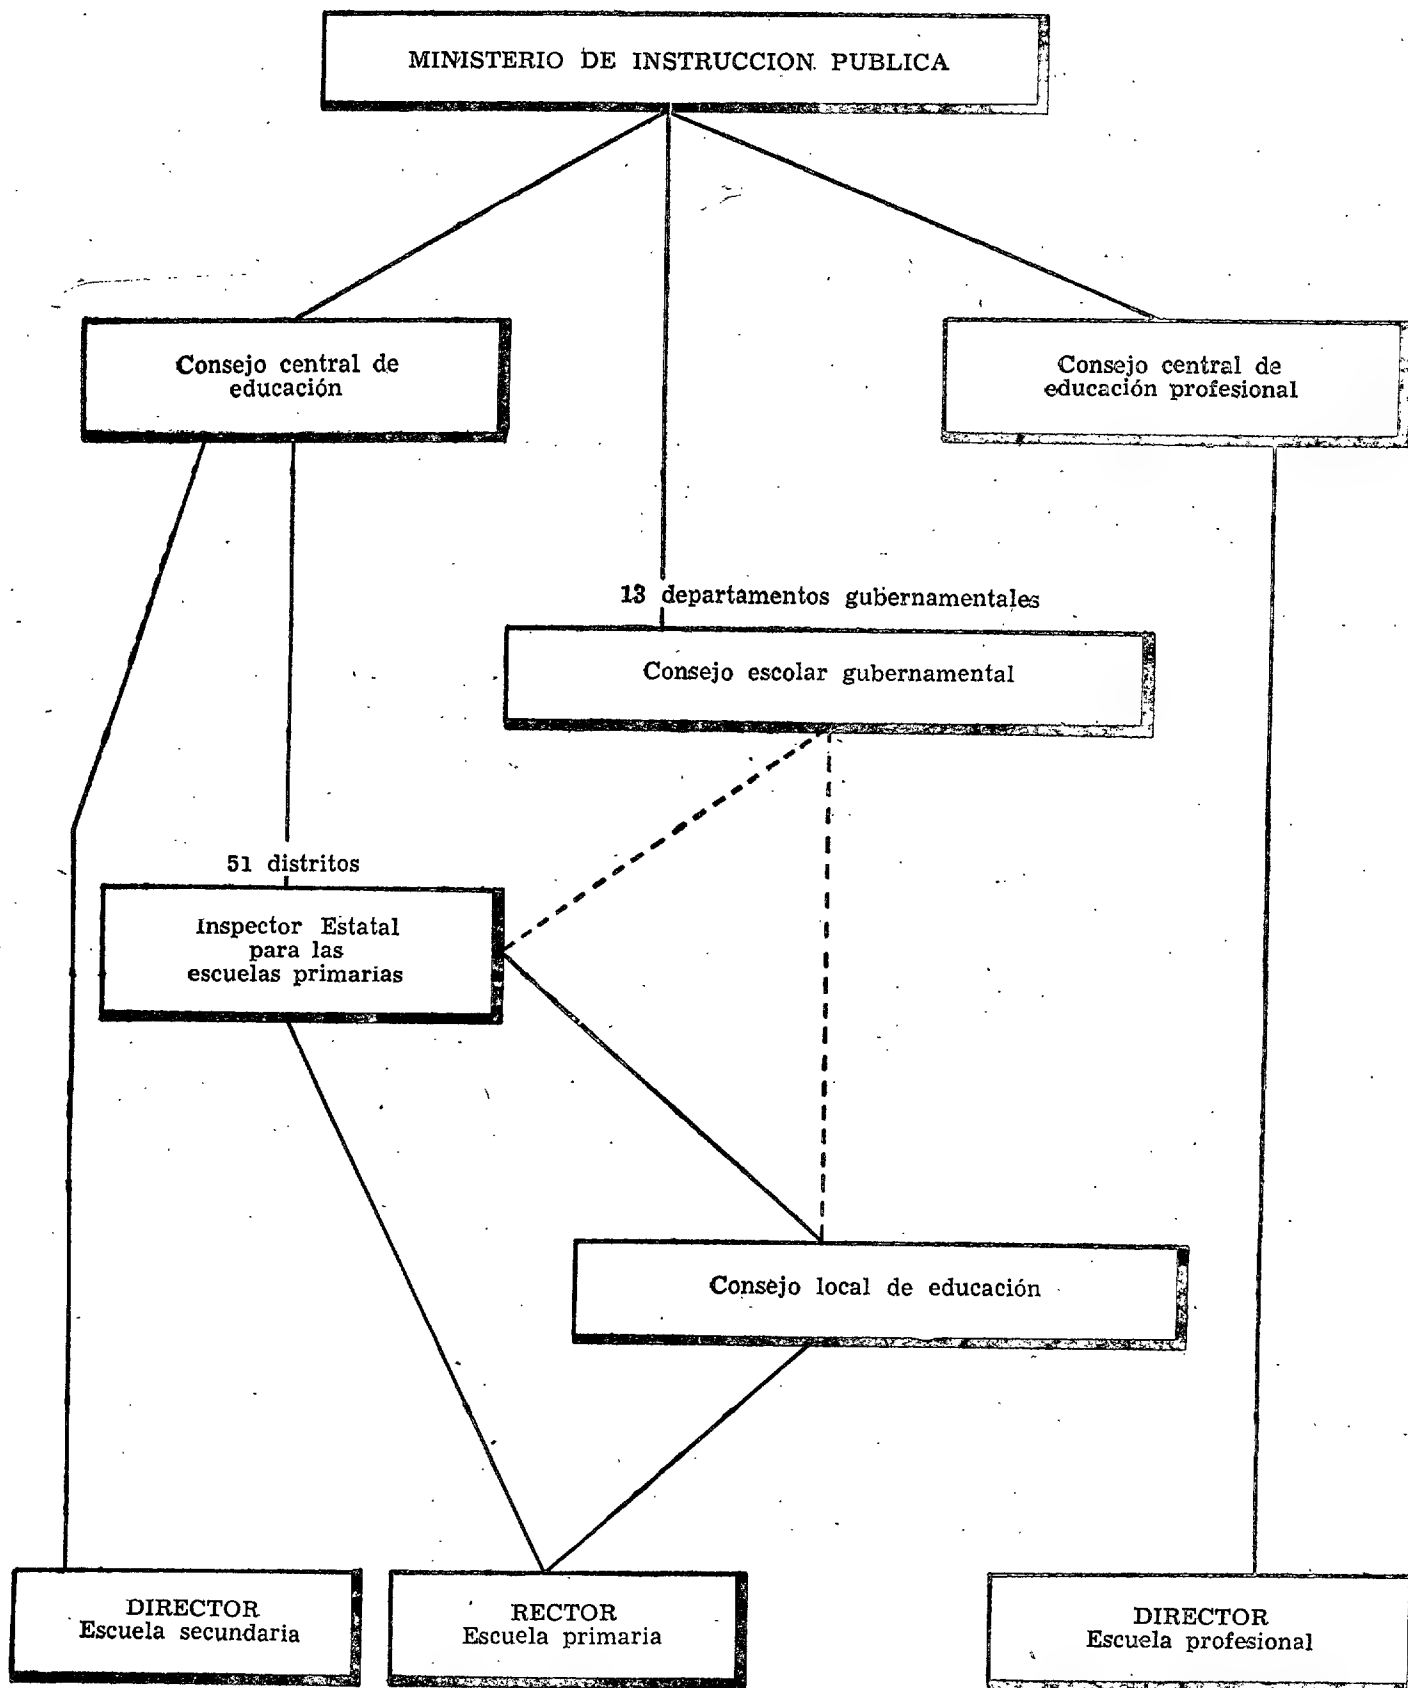 MINISTERIO DE INSTRUCCION PUBLICA
Consejo central de
educación
Consejo central de
educación profesional
13 departamentos gubernamentales
Consejo escolar gubernamental
51 distritos
Inspector Estatal
para las
escuelas primarias
Consejo local de educación
DIRECTOR
Escuela secundaria
RECTOR
Escuela primaria
DIRECTOR
Escuela profesional